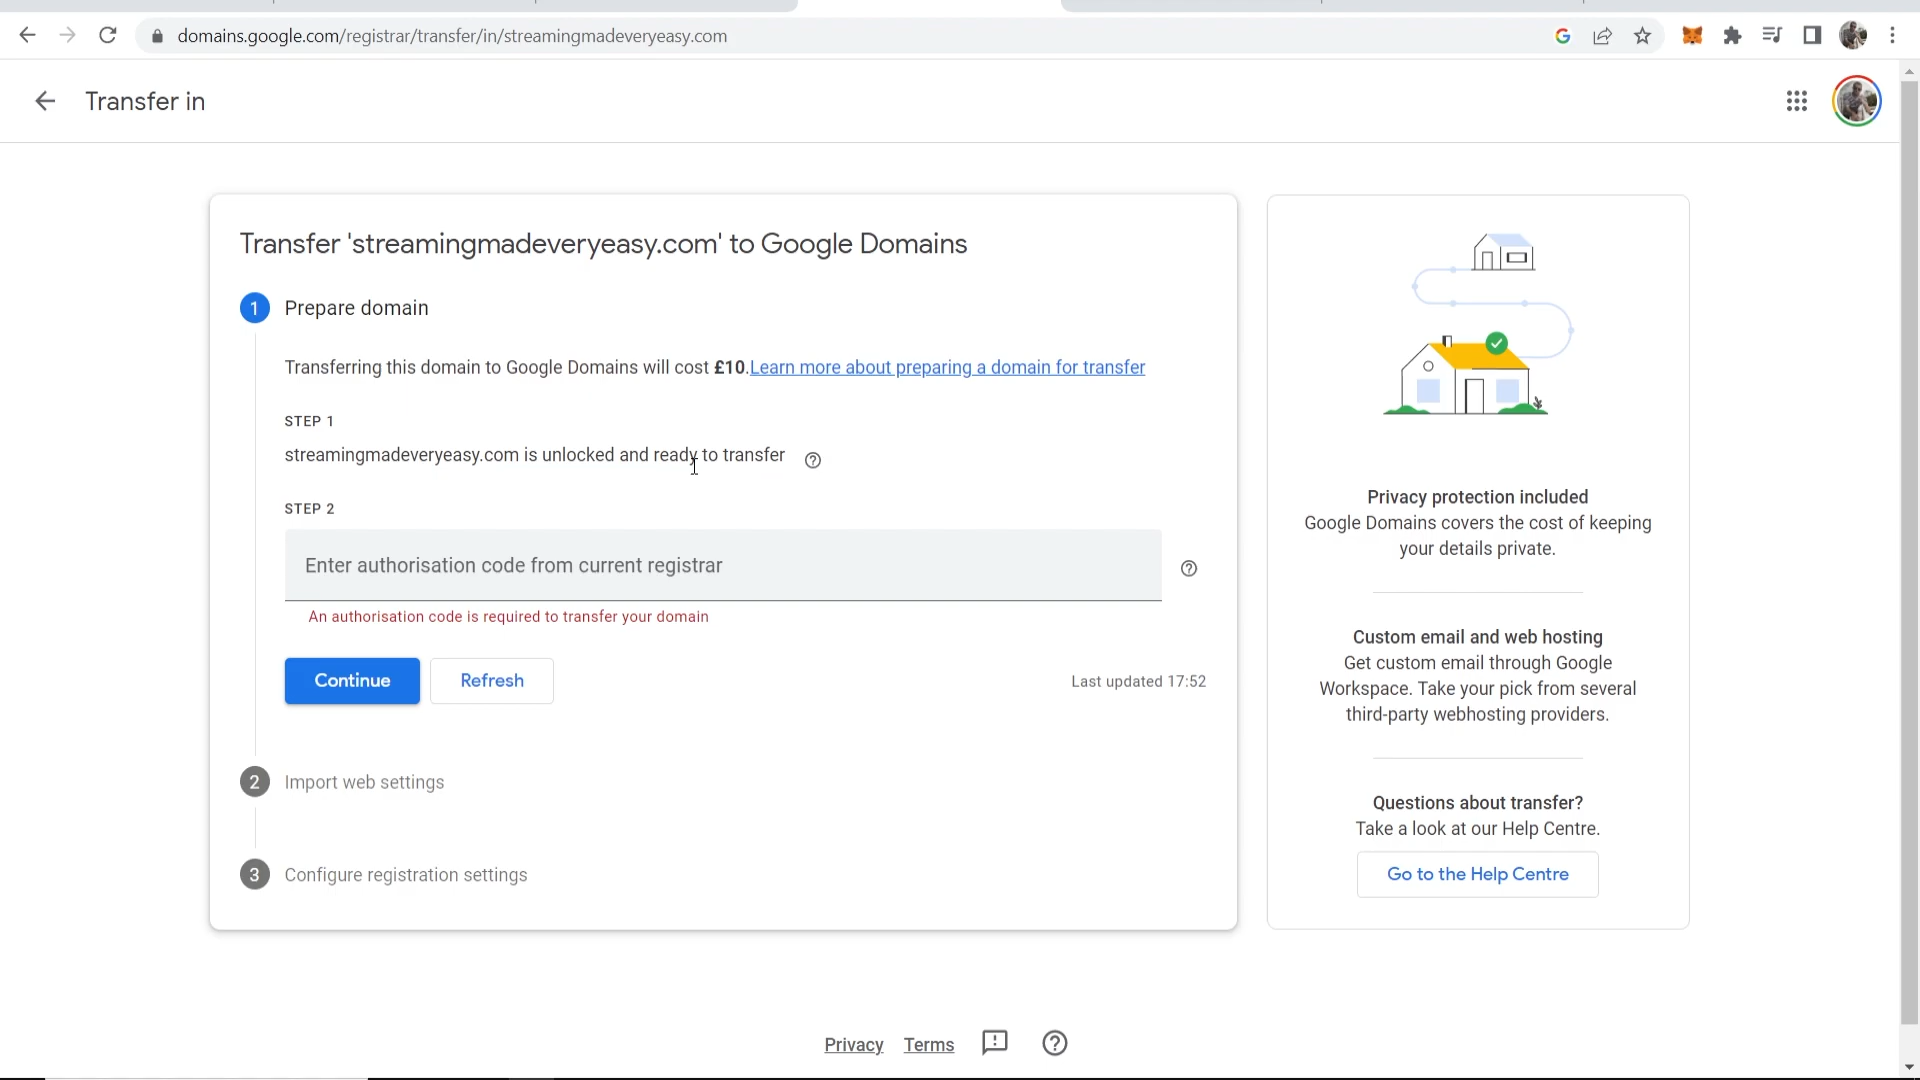 domains.google.com/registrar/transfer/in/streamingmadeveryeasy.com
Transfer in
Transfer 'streamingmadeveryeasy.com' to Google Domains
1 Prepare domain
Transferring this domain to Google Domains will cost £10.Learn more about preparing a domain for transfer
STEP 1
streamingmadeveryeasy.com is unlocked and ready to transfer
STEP 2
Enter authorisation code from current registrar
An authorisation code is required to transfer your domain
Continue Refresh Last updated 17:52
2 Import web settings
3 Configure registration settings
Privacy protection included
Google Domains covers the cost of keeping
your details private.
Custom email and web hosting
Get custom email through Google
Workspace. Take your pick from several
third-party webhosting providers.
Questions about transfer?
Take a look at our Help Centre.
Go to the Help Centre
Privacy Terms